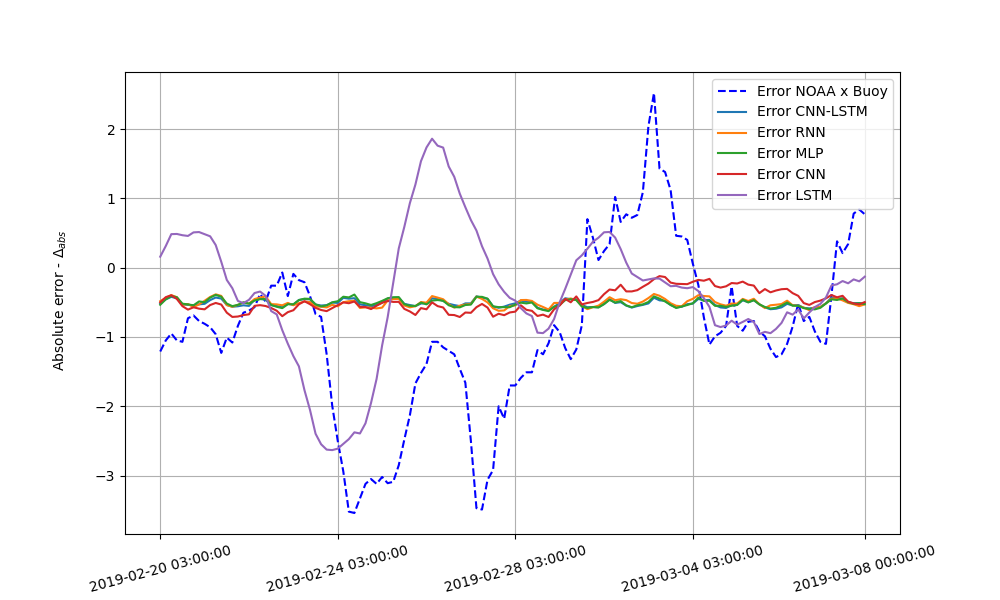 Error NOAA x Buoy
Error CNN-LSTM
Error RNN
Error MLP
Error CNN
Error LSTM
2
1
0
−1
−2
−3
Absolute error - Δabs
2019-02-20 03:00:00
2019-02-24 03:00:00
2019-02-28 03:00:00
2019-03-04 03:00:00
2019-03-08 00:00:00